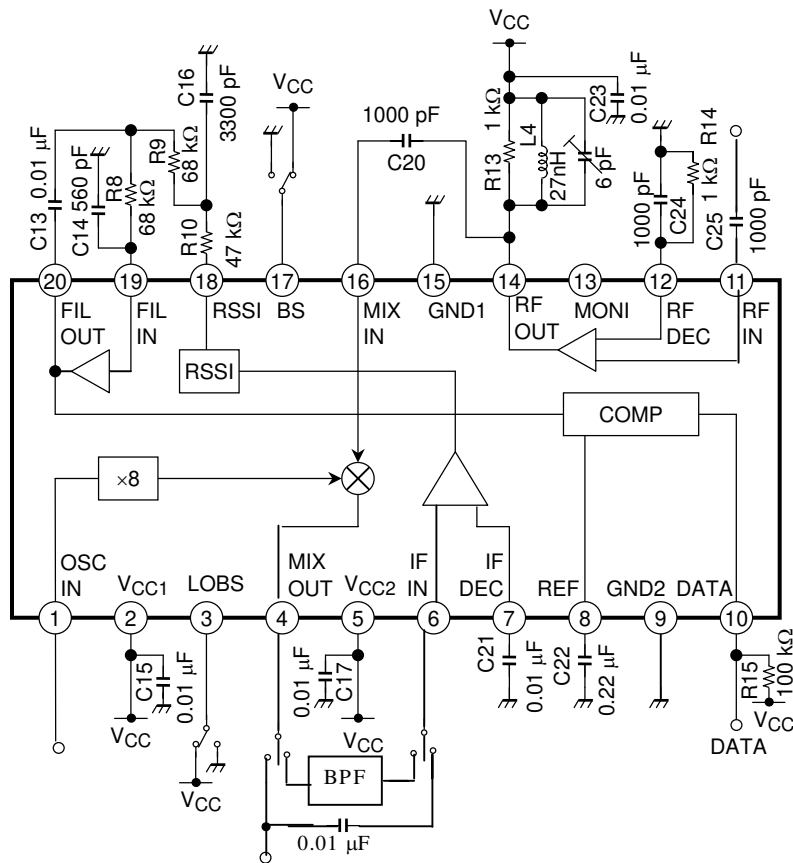 VCC
C16
3300 pF
VCC
1000 pF
C20
1 kΩ
R13
L4
27nH
6 pF
C23
0.01 μF
R14
1 kΩ
C24
1000 pF
C25
1000 pF
C13
0.01 μF
C14
560 pF
R8
68 kΩ
R9
68 kΩ
R10
47 kΩ
20
19
18
17
16
15
14
13
12
11
FIL
OUT
FIL
IN
RSSI
BS
MIX
IN
GND1
RF
OUT
MONI
RF
DEC
RF
IN
RSSI
COMP
×8
OSC
IN
VCC1
LOBS
MIX
OUT
VCC2
IF
IN
IF
DEC
REF
GND2
DATA
1
2
3
4
5
6
7
8
9
10
C15
0.01 μF
VCC
VCC
0.01 μF
C17
VCC
C21
0.01 μF
C22
0.22 μF
R15
100 kΩ
VCC
DATA
BPF
0.01 μF